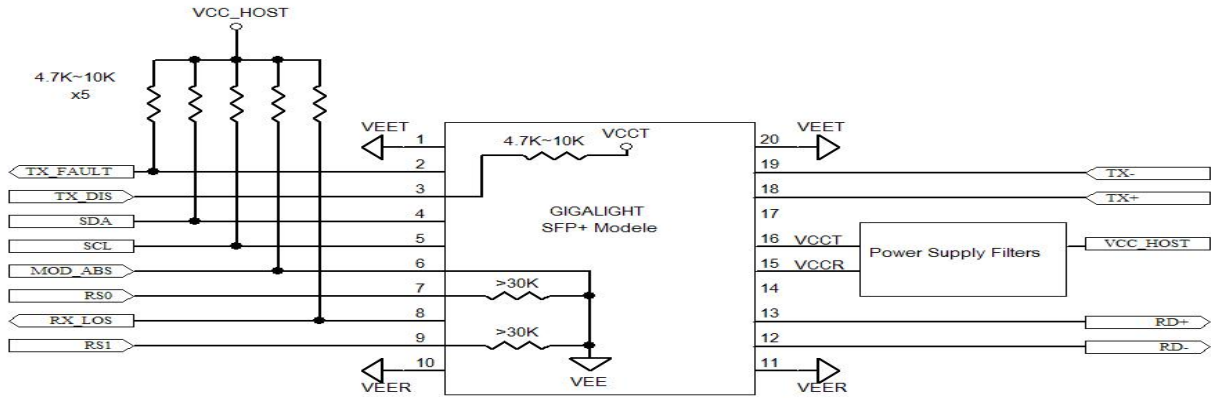 VCC_HOST
4.7K~10K
x5
VEET
1
4.7K~10K
VCCT
20
VEET
TX_FAULT
2
19
TX-
TX_DIS
3
18
TX+
SDA
4
GIGALIGHT
SFP+ Modele
17
SCL
5
16
VCCT
Power Supply Filters
VCC_HOST
MOD_ABS
6
15
VCCR
RS0
7
>30K
14
RX_LOS
8
13
RD+
RS1
9
>30K
12
RD-
10
VEER
VEE
11
VEER